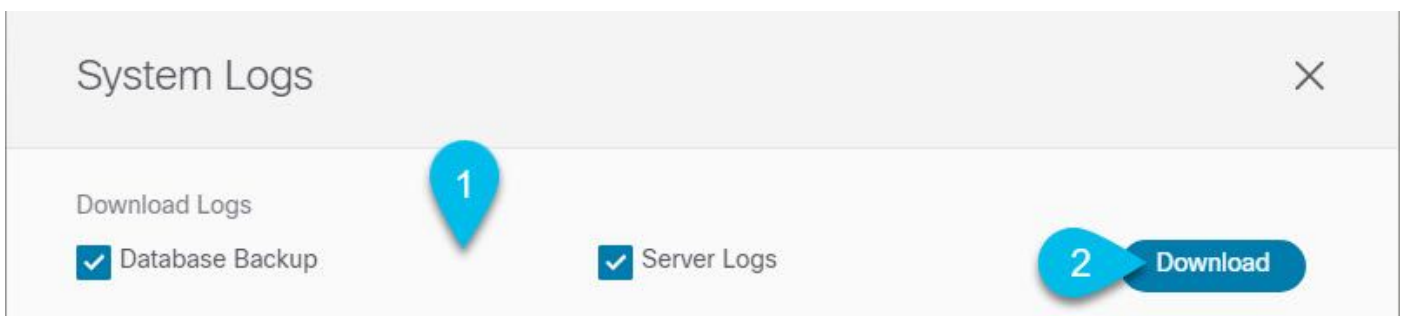 System Logs
1
Download Logs
Database Backup
Server Logs
2
Download